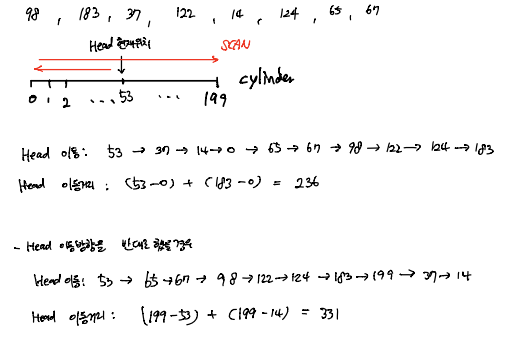 98 , 183 , 37 , 122 , 14 , 124 , 65 , 67
Head 현재위치
SCAN
0 1 2 ... 53 ... 199 cylinder
Head 이동: 53 → 37 → 14 → 0 → 65 → 67 → 98 → 122 → 124 → 183
Head 이동거리 : (53-0) + (183-0) = 236
- Head 이동방향을 반대로 했을 경우
Head 이동: 53 → 65 → 67 → 98 → 122 → 124 → 183 → 199 → 37 → 14
Head 이동거리 : (199-53) + (199-14) = 331